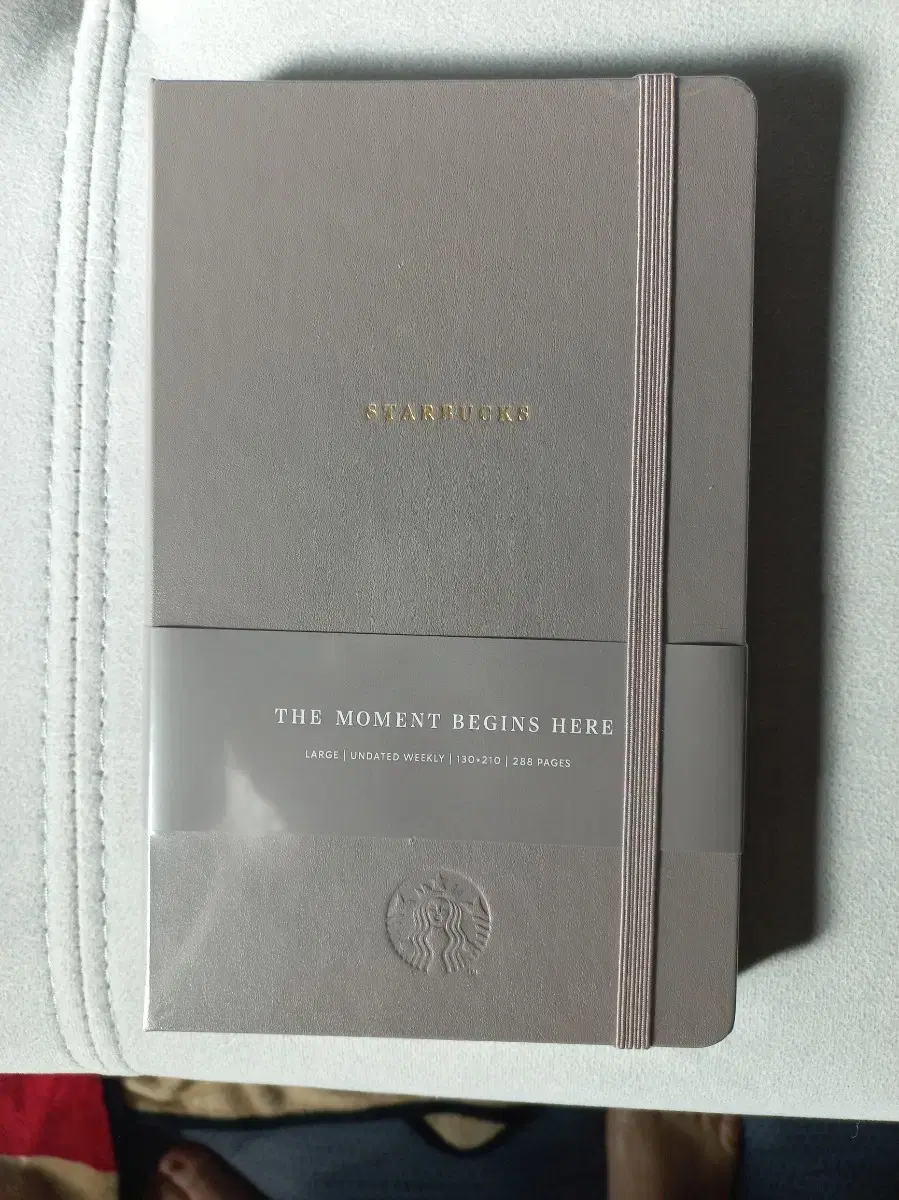 STARBUCKS
THE MOMENT BEGINS HERE
LARGE | UNDATED WEEKLY | 130*210 | 288 PAGES